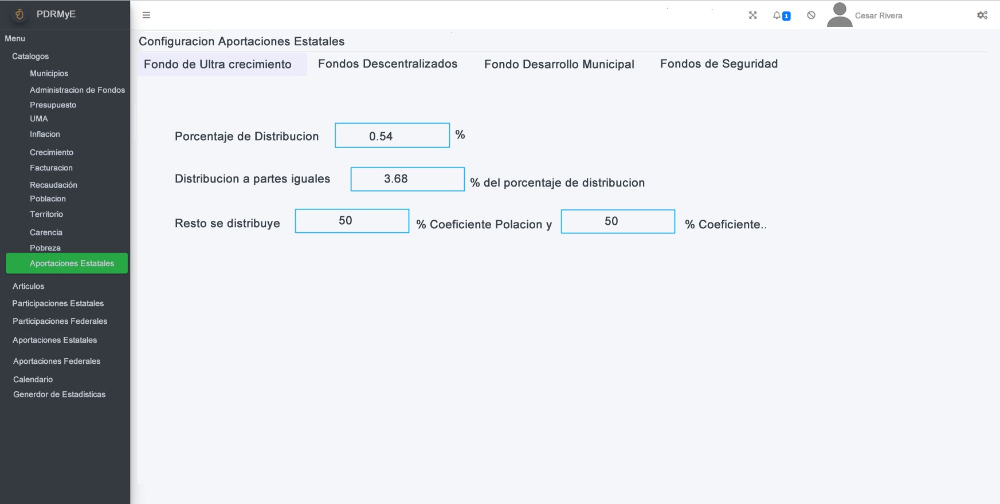 PDRMyE
1
Cesar Rivera
Menu
Catalogos
Municipios
Administracion de Fondos
Presupuesto
UMA
Inflacion
Crecimiento
Facturacion
Recaudación
Poblacion
Territorio
Carencia
Pobreza
Aportaciones Estatales
Articulos
Participaciones Estatales
Participaciones Federales
Aportaciones Estatales
Aportaciones Federales
Calendario
Generdor de Estadisticas
Configuracion Aportaciones Estatales
Fondo de Ultra crecimiento Fondos Descentralizados Fondo Desarrollo Municipal Fondos de Seguridad
Porcentaje de Distribucion 0.54 %
Distribucion a partes iguales 3.68 % del porcentaje de distribucion
Resto se distribuye 50 % Coeficiente Polacion y 50 % Coeficiente..